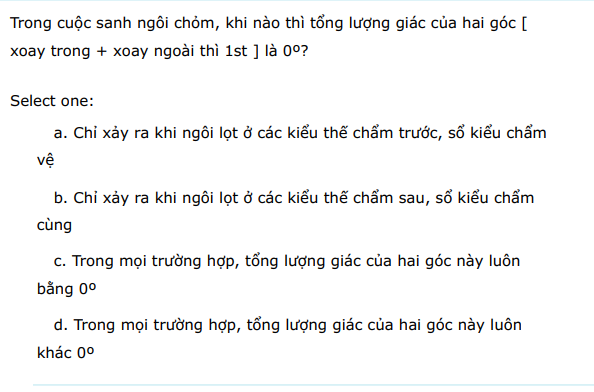 Trong cuộc sanh ngôi chỏm, khi nào thì tổng lượng giác của hai góc [
xoay trong + xoay ngoài thì 1st ] là 0º?
Select one:
a. Chỉ xảy ra khi ngôi lọt ở các kiểu thế chẩm trước, sổ kiểu chẩm
vệ
b. Chỉ xảy ra khi ngôi lọt ở các kiểu thế chẩm sau, sổ kiểu chẩm
cùng
c. Trong mọi trường hợp, tổng lượng giác của hai góc này luôn
bằng 0º
d. Trong mọi trường hợp, tổng lượng giác của hai góc này luôn
khác 0º